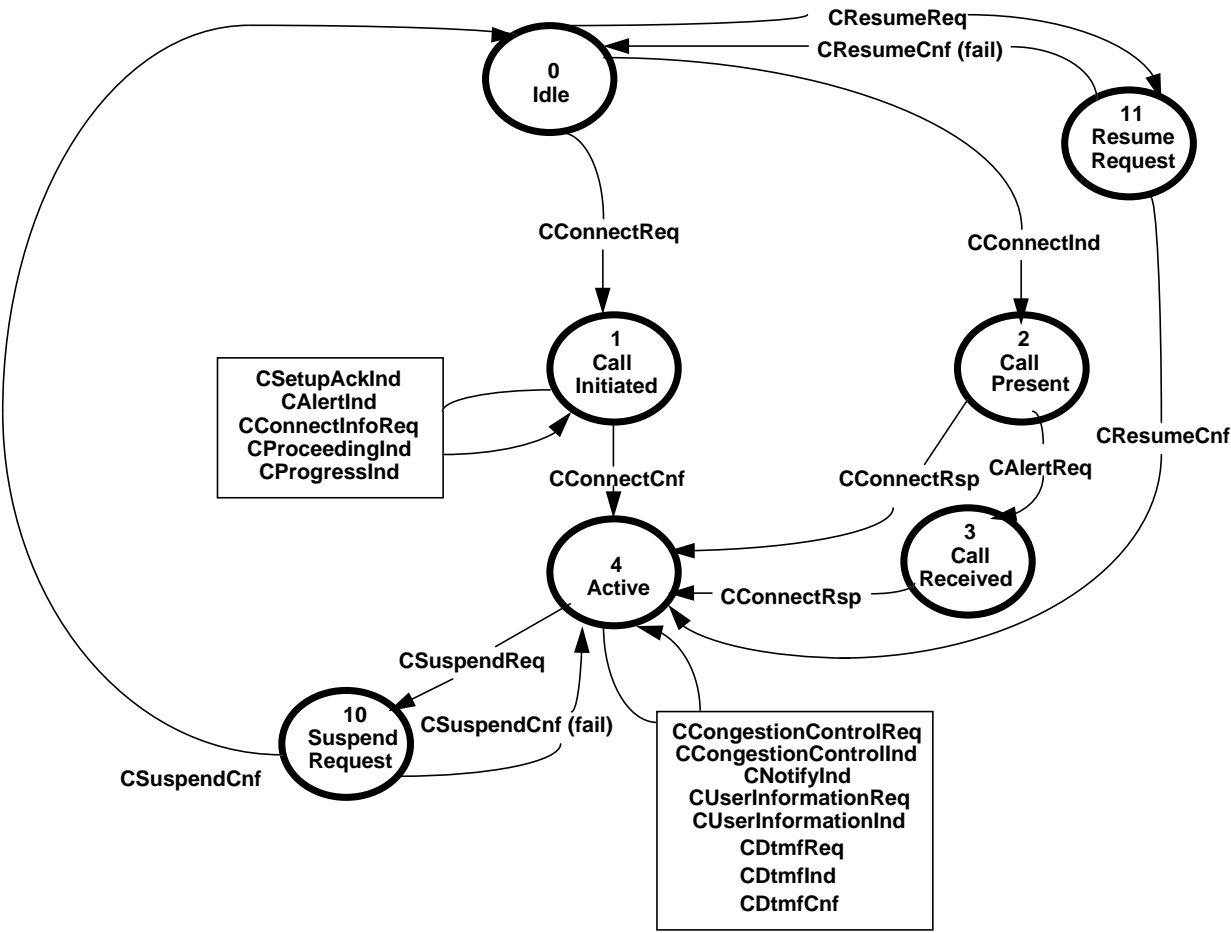 CResumeReq
CResumeCnf (fail)
0
Idle
11
Resume
Request
CConnectReq
CConnectInd
1
Call
Initiated
2
Call
Present
CSetupAckInd
CAlertInd
CConnectInfoReq
CProceedingInd
CProgressInd
CResumeCnf
CConnectCnf
CConnectRsp
CAlertReq
3
Call
Received
4
Active
CConnectRsp
CSuspendReq
10
Suspend
Request
CSuspendCnf (fail)
CSuspendCnf
CCongestionControlReq
CCongestionControlInd
CNotifyInd
CUserInformationReq
CUserInformationInd
CDtmfReq
CDtmfInd
CDtmfCnf